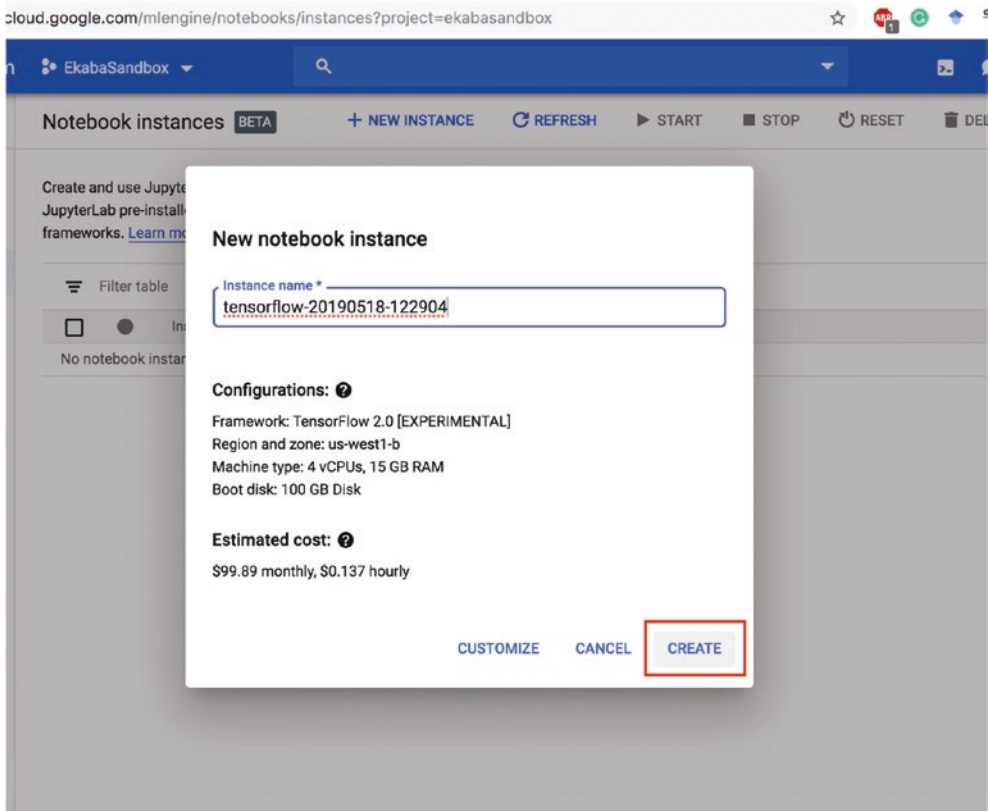 cloud.google.com/mlengine/notebooks/instances?project=ekabasandbox
ABP
1
EkabaSandbox
Notebook instances BETA
+ NEW INSTANCE
REFRESH
START
STOP
RESET
Create and use Jupyte
JupyterLab pre-install
frameworks. Learn mo
Filter table
No notebook instan
New notebook instance
Instance name *
tensorflow-20190518-122904
Configurations:
Framework: TensorFlow 2.0 [EXPERIMENTAL]
Region and zone: us-west1-b
Machine type: 4 vCPUs, 15 GB RAM
Boot disk: 100 GB Disk
Estimated cost:
$99.89 monthly, $0.137 hourly
CUSTOMIZE
CANCEL
CREATE